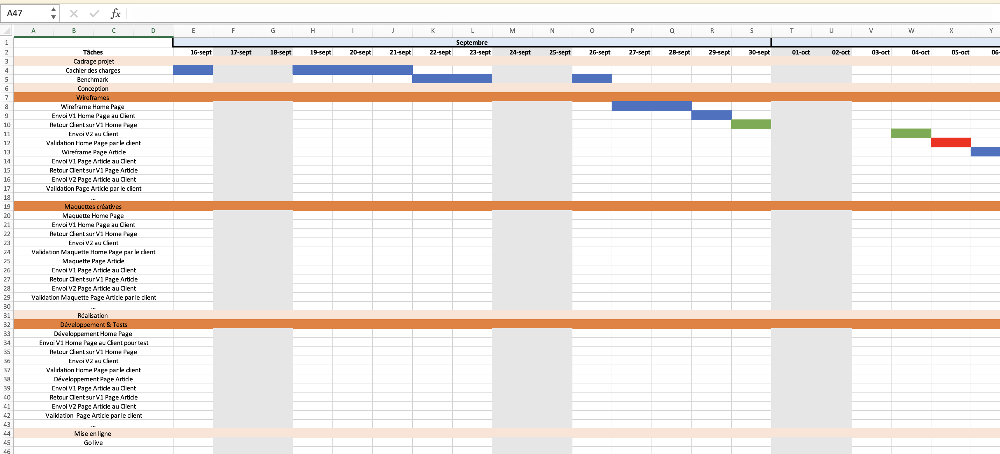 A47 fx
A B C D E F G H I J K L M N O P Q R S T U V W X Y
1 Septembre
2 Tâches 16-sept 17-sept 18-sept 19-sept 20-sept 21-sept 22-sept 23-sept 24-sept 25-sept 26-sept 27-sept 28-sept 29-sept 30-sept 01-oct 02-oct 03-oct 04-oct 05-oct 06-
3 Cadrage projet
4 Cachier des charges
5 Benchmark
6 Conception
7 Wireframes
8 Wireframe Home Page
9 Envoi V1 Home Page au Client
10 Retour Client sur V1 Home Page
11 Envoi V2 au Client
12 Validation Home Page par le client
13 Wireframe Page Article
14 Envoi V1 Page Article au Client
15 Retour Client sur V1 Page Article
16 Envoi V2 Page Article au Client
17 Validation Page Article par le client
18 ...
19 Maquettes créatives
20 Maquette Home Page
21 Envoi V1 Home Page au Client
22 Retour Client sur V1 Home Page
23 Envoi V2 au Client
24 Validation Maquette Home Page par le client
25 Maquette Page Article
26 Envoi V1 Page Article au Client
27 Retour Client sur V1 Page Article
28 Envoi V2 Page Article au Client
29 Validation Maquette Page Article par le client
30 ...
31 Réalisation
32 Développement & Tests
33 Développement Home Page
34 Envoi V1 Home Page au Client pour test
35 Retour Client sur V1 Home Page
36 Envoi V2 au Client
37 Validation Home Page par le client
38 Développement Page Article
39 Envoi V1 Page Article au Client
40 Retour Client sur V1 Page Article
41 Envoi V2 Page Article au Client
42 Validation  Page Article par le client
43 ...
44 Mise en ligne
45 Go live
46